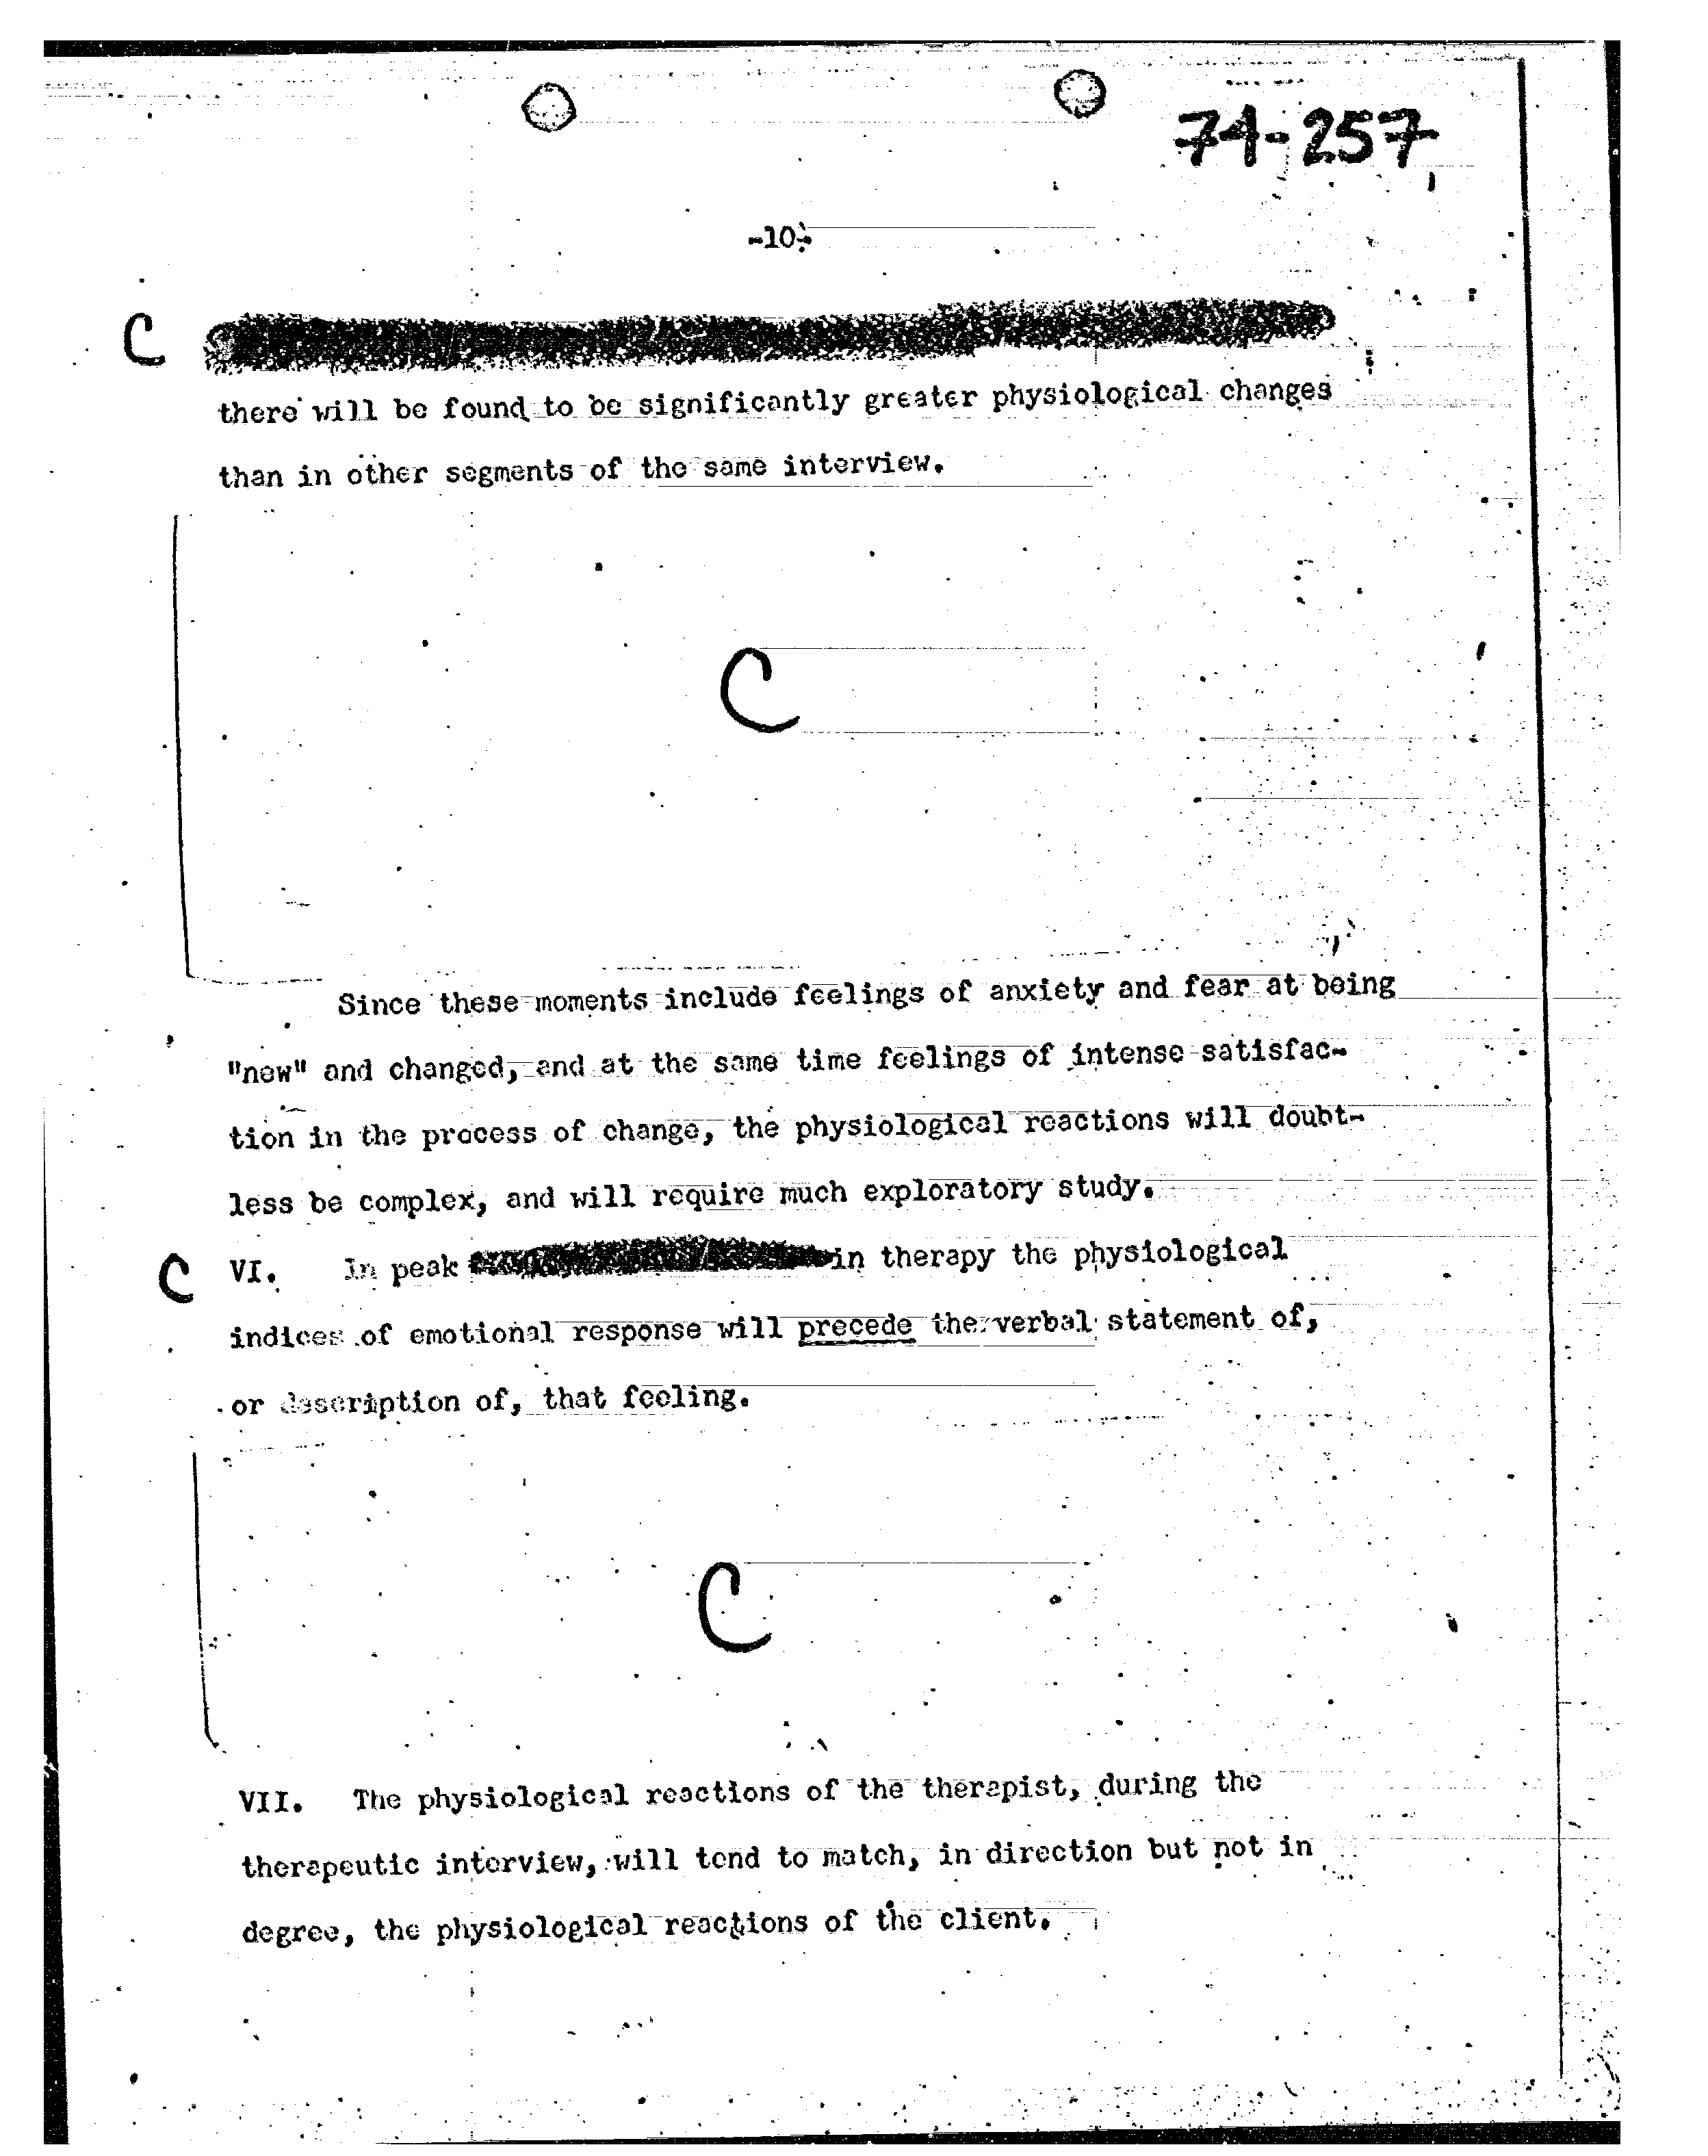 74-257
-10-
C
there will be found to be significantly greater physiological changes
than in other segments of the same interview.
C
Since these moments include feelings of anxiety and fear at being
"new" and changed, and at the same time feelings of intense satisfac-
tion in the process of change, the physiological reactions will doubt-
less be complex, and will require much exploratory study.
C VI. In peak in therapy the physiological
indices of emotional response will precede the verbal statement of,
or description of, that feeling.
C
VII. The physiological reactions of the therapist, during the
therapeutic interview, will tend to match, in direction but not in
degree, the physiological reactions of the client.